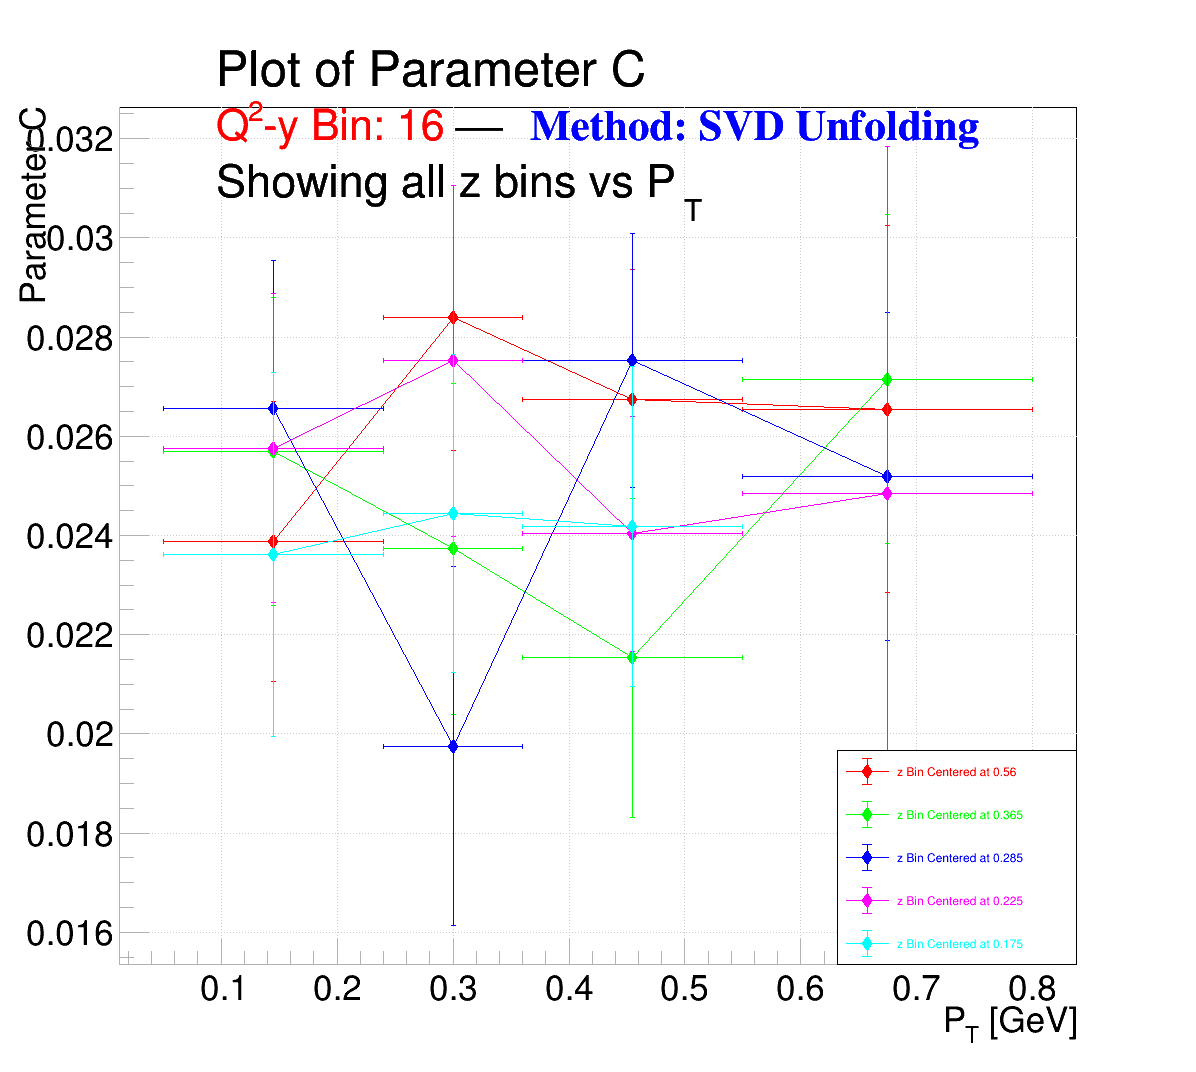 Plot of Parameter C
Q²-y Bin: 16 — Method: SVD Unfolding
Showing all z bins vs P_T
Parameter C
0.032
0.03
0.028
0.026
0.024
0.022
0.02
0.018
0.016
z Bin Centered at 0.56
z Bin Centered at 0.365
z Bin Centered at 0.285
z Bin Centered at 0.225
z Bin Centered at 0.175
0.1 0.2 0.3 0.4 0.5 0.6 0.7 0.8
P_T [GeV]